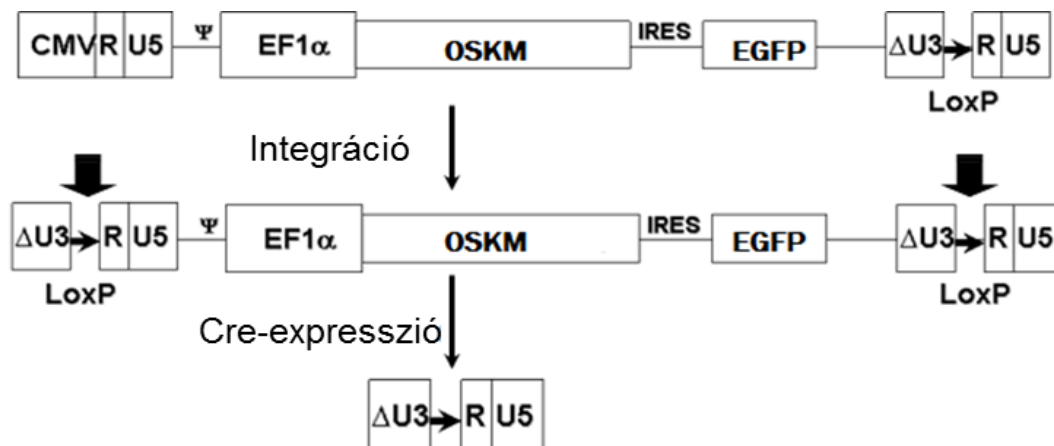 CMV R U5 Ψ EF1α OSKM IRES EGFP ΔU3 R U5
LoxP
Integráció
ΔU3 R U5 Ψ EF1α OSKM IRES EGFP ΔU3 R U5
LoxP LoxP
Cre-expresszió
ΔU3 R U5